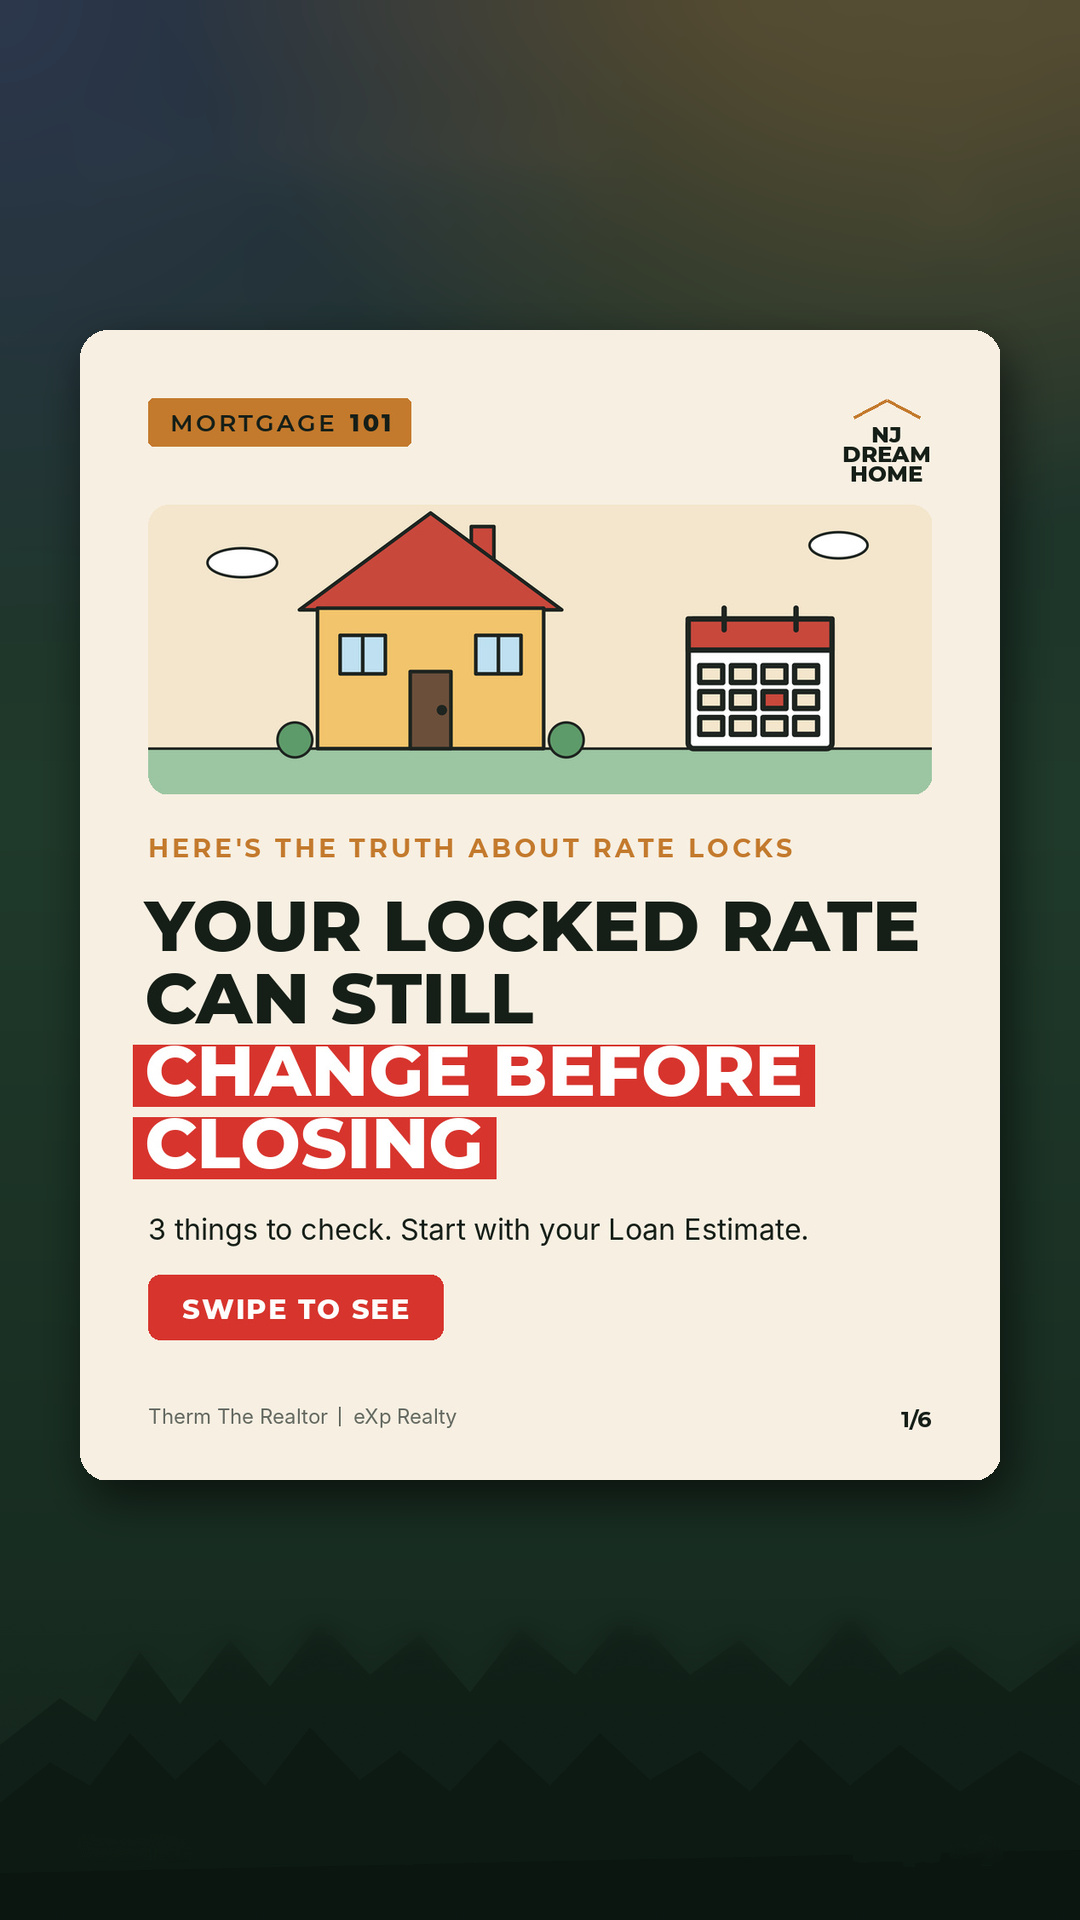 MORTGAGE 101
NJ
DREAM
HOME
HERE'S THE TRUTH ABOUT RATE LOCKS
YOUR LOCKED RATE
CAN STILL
CHANGE BEFORE
CLOSING
3 things to check. Start with your Loan Estimate.
SWIPE TO SEE
Therm The Realtor | eXp Realty
1/6